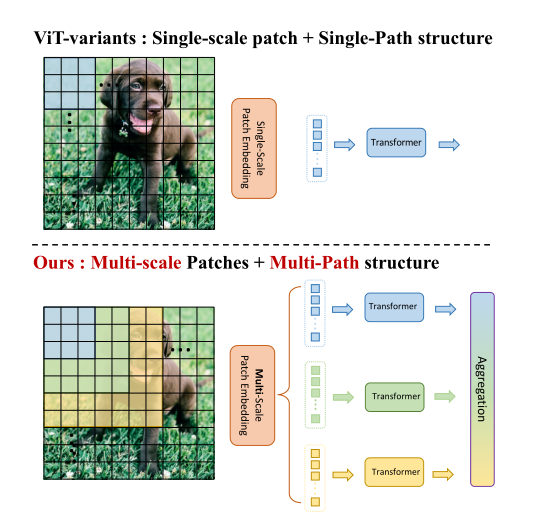 ViT-variants : Single-scale patch + Single-Path structure
Single-Scale
Patch Embedding
Transformer
Ours : Multi-scale Patches + Multi-Path structure
Multi-Scale
Patch Embedding
Transformer
Transformer
Transformer
Aggregation